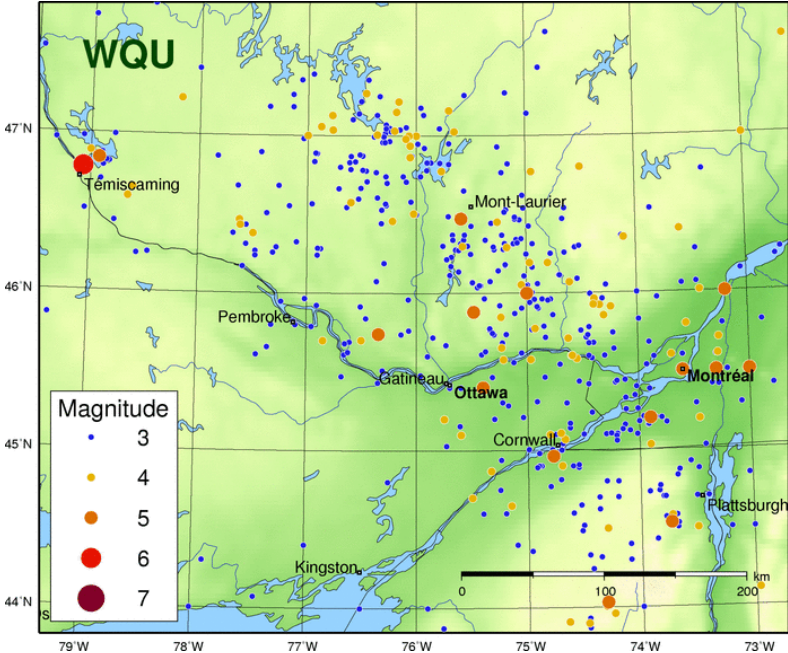 WQU
47°N
Témiscaming
Mont-Laurier
46°N
Pembroke
Gatineau
Ottawa
Montréal
Magnitude
3
4
5
6
7
45°N
Cornwall
Plattsburgh
Kingston
0 100 200 km
44°N
79°W 78°W 77°W 76°W 75°W 74°W 73°W